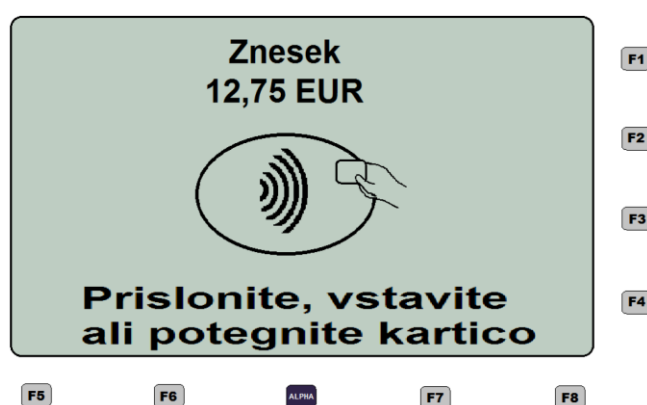 Znesek
12,75 EUR
Prislonite, vstavite
ali potegnite kartico
F1
F2
F3
F4
F5 F6 ALPHA F7 F8